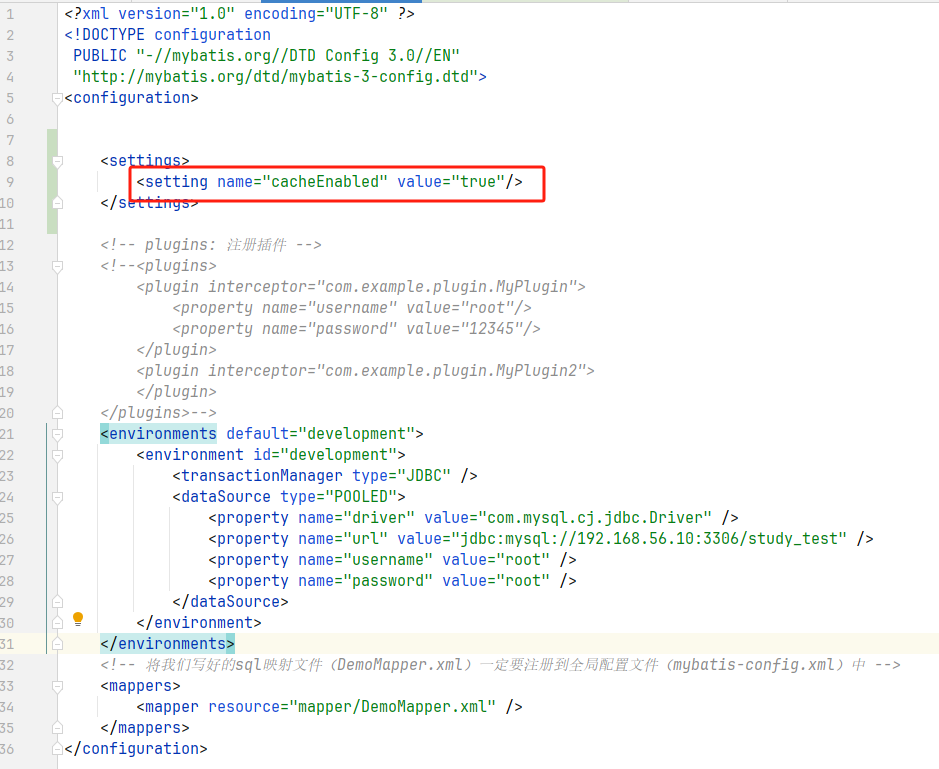 1 <?xml version="1.0" encoding="UTF-8" ?>
2 <!DOCTYPE configuration
3 PUBLIC "-//mybatis.org//DTD Config 3.0//EN"
4 "http://mybatis.org/dtd/mybatis-3-config.dtd">
5 <configuration>
6
7
8 <settings>
9 <setting name="cacheEnabled" value="true"/>
10 </settings>
11
12 <!-- plugins: 注册插件 -->
13 <!--<plugins>
14 <plugin interceptor="com.example.plugin.MyPlugin">
15 <property name="username" value="root"/>
16 <property name="password" value="12345"/>
17 </plugin>
18 <plugin interceptor="com.example.plugin.MyPlugin2">
19 </plugin>
20 </plugins>-->
21 <environments default="development">
22 <environment id="development">
23 <transactionManager type="JDBC" />
24 <dataSource type="POOLED">
25 <property name="driver" value="com.mysql.cj.jdbc.Driver" />
26 <property name="url" value="jdbc:mysql://192.168.56.10:3306/study_test" />
27 <property name="username" value="root" />
28 <property name="password" value="root" />
29 </dataSource>
30 </environment>
31 </environments>
32 <!-- 将我们写好的sql映射文件（DemoMapper.xml）一定要注册到全局配置文件（mybatis-config.xml）中 -->
33 <mappers>
34 <mapper resource="mapper/DemoMapper.xml" />
35 </mappers>
36 </configuration>